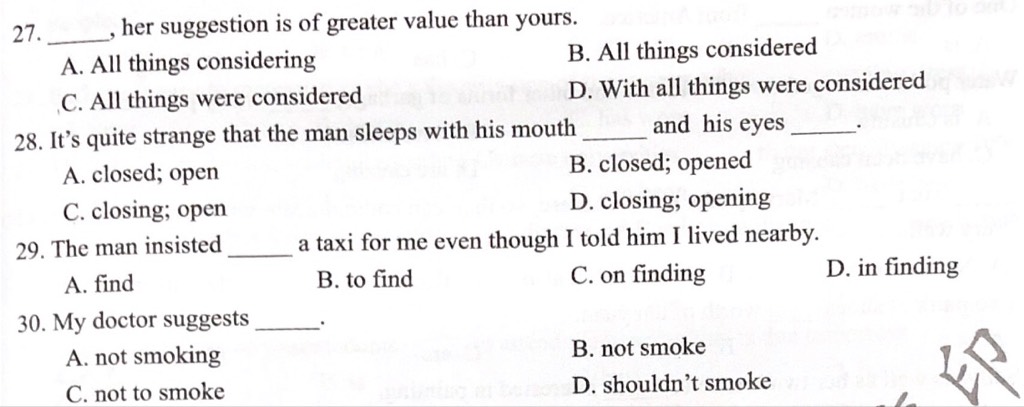 27. ______, her suggestion is of greater value than yours.
A. All things considering B. All things considered
C. All things were considered D. With all things were considered
28. It's quite strange that the man sleeps with his mouth ______ and his eyes ______.
A. closed; open B. closed; opened
C. closing; open D. closing; opening
29. The man insisted ______ a taxi for me even though I told him I lived nearby.
A. find B. to find C. on finding D. in finding
30. My doctor suggests ______.
A. not smoking B. not smoke
C. not to smoke D. shouldn't smoke